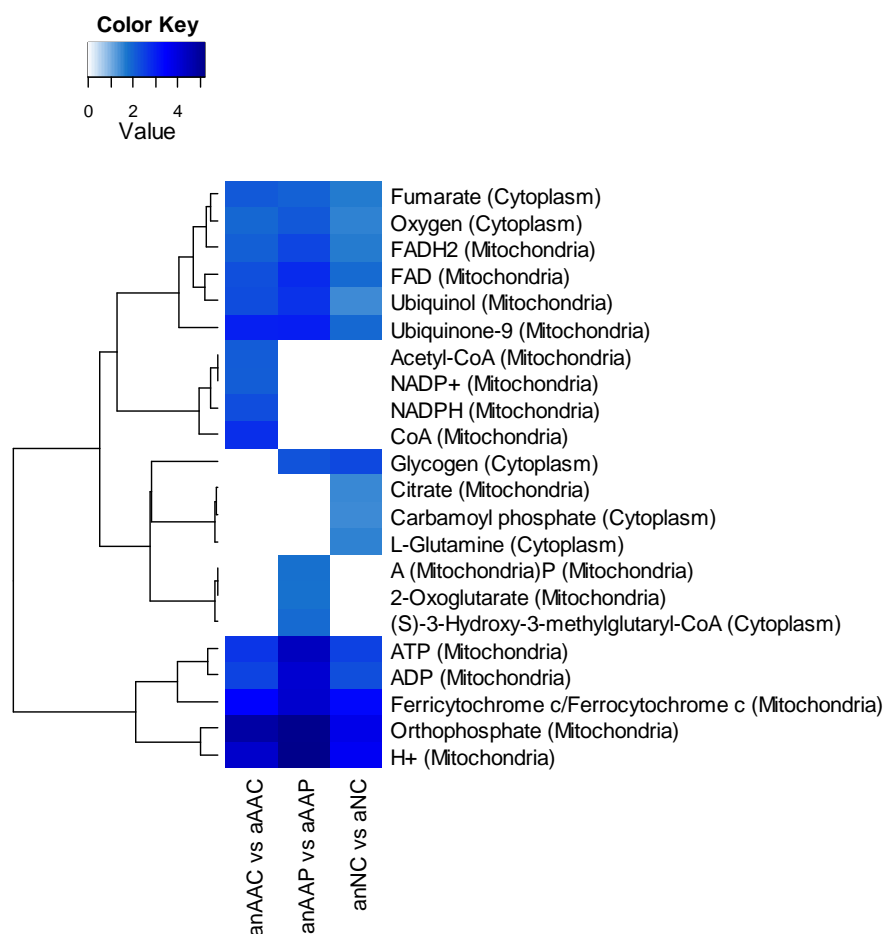 Color Key
0 2 4
Value
Fumarate (Cytoplasm)
Oxygen (Cytoplasm)
FADH2 (Mitochondria)
FAD (Mitochondria)
Ubiquinol (Mitochondria)
Ubiquinone-9 (Mitochondria)
Acetyl-CoA (Mitochondria)
NADP+ (Mitochondria)
NADPH (Mitochondria)
CoA (Mitochondria)
Glycogen (Cytoplasm)
Citrate (Mitochondria)
Carbamoyl phosphate (Cytoplasm)
L-Glutamine (Cytoplasm)
A (Mitochondria)P (Mitochondria)
2-Oxoglutarate (Mitochondria)
(S)-3-Hydroxy-3-methylglutaryl-CoA (Cytoplasm)
ATP (Mitochondria)
ADP (Mitochondria)
Ferricytochrome c/Ferrocytochrome c (Mitochondria)
Orthophosphate (Mitochondria)
H+ (Mitochondria)
anAAC vs aAAC
anAAP vs aAAP
anNC vs aNC